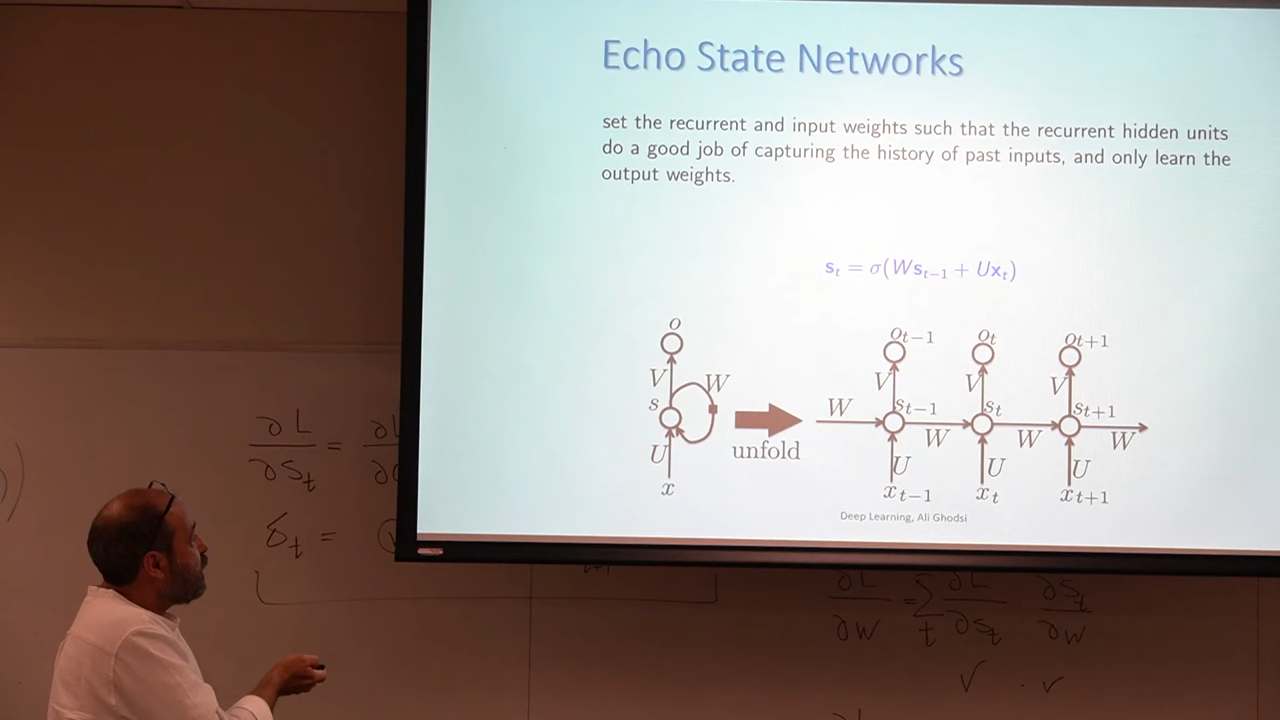 Echo State Networks
set the recurrent and input weights such that the recurrent hidden units
do a good job of capturing the history of past inputs, and only learn the
output weights.
s_t = σ(Ws_{t−1} + Ux_t)
o o_{t−1} o_t o_{t+1}
V W V V V
s W s_{t−1} s_t s_{t+1}
U unfold W W W
U U U
x x_{t−1} x_t x_{t+1}
Deep Learning, Ali Ghodsi
∂L/∂s_t = ∂L
δ_t =
∂L/∂W = Σ_t ∂L/∂s_t · ∂s_t/∂W